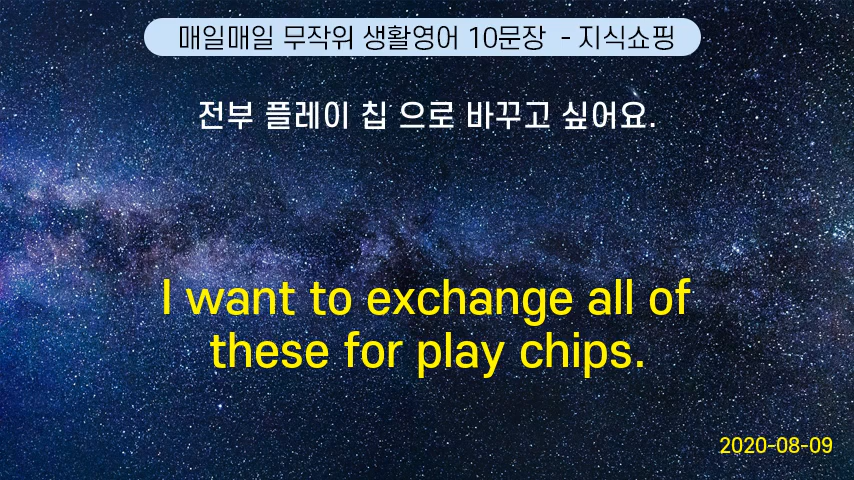 매일매일 무작위 생활영어 10문장 - 지식쇼핑
전부 플레이 칩 으로 바꾸고 싶어요.
I want to exchange all of
these for play chips.
2020-08-09